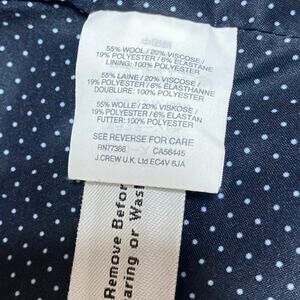 55% WOOL/ 20% VISCOSE /
19% POLYESTER / 6% ELASTANE
LINING: 100% POLYESTER
55% LAINE / 20% VISCOSE /
19% POLYESTER / 6% ELASTHANNE
DOUBLURE: 100% POLYESTER
55% WOLLE / 20% VISKOSE /
19% POLYESTER / 6% ELASTAN
FUTTER: 100% POLYESTER
SEE REVERSE FOR CARE
RN77388 CA56445
J.CREW U.K. Ltd EC4V 6JA
Remove Before
aring or Was